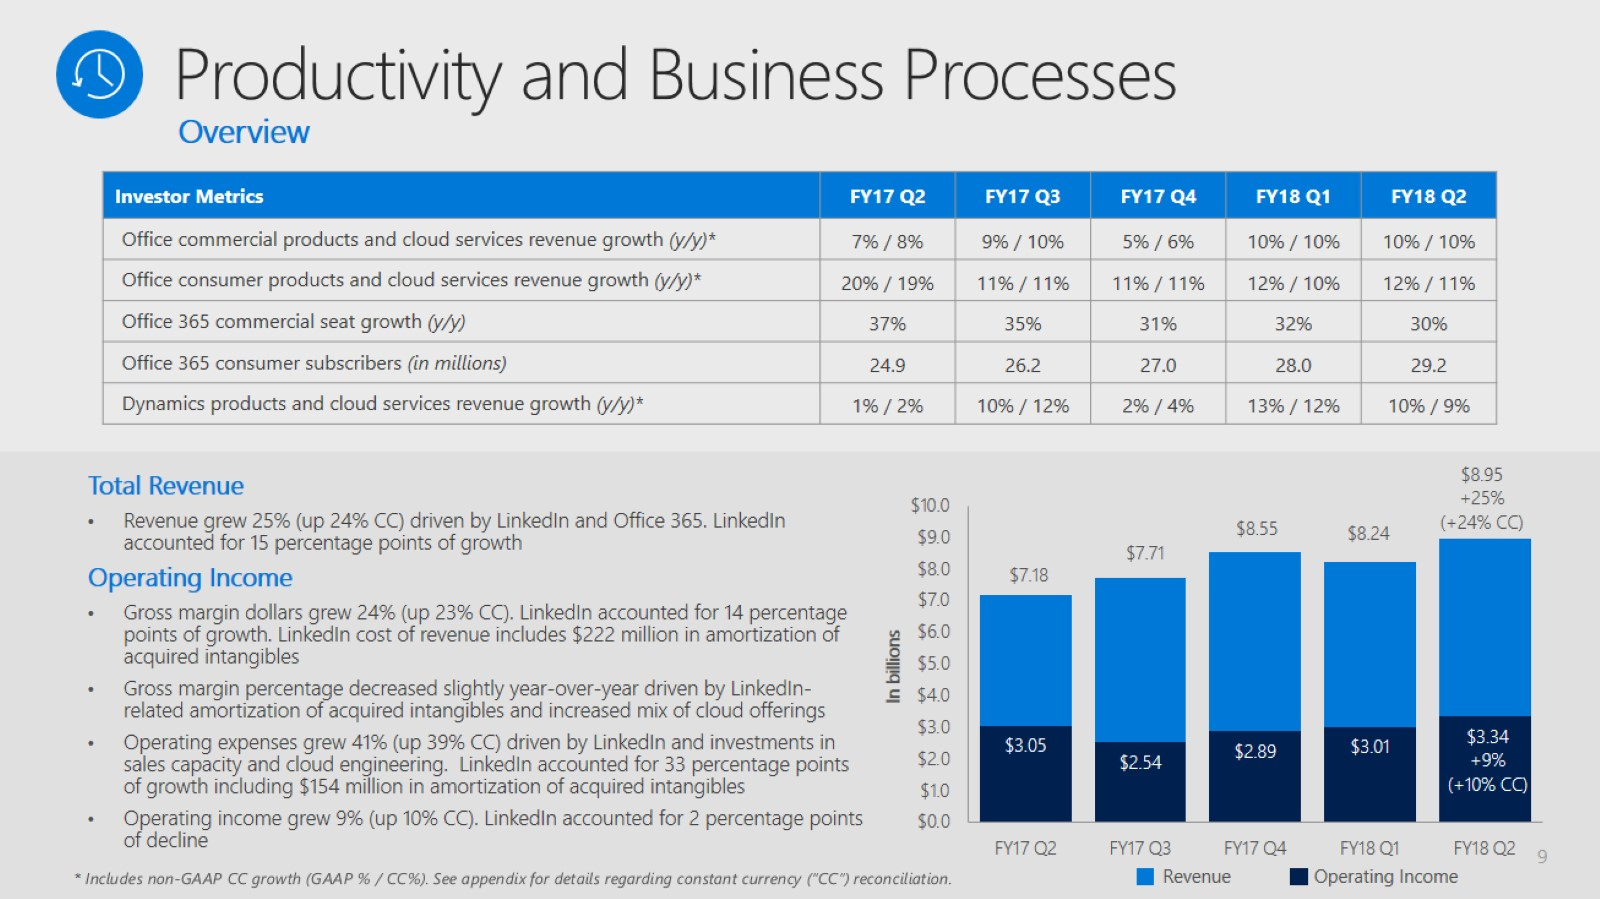 Productivity and Business Processes
Overview
Investor Metrics FY17 Q2 FY17 Q3 FY17 Q4 FY18 Q1 FY18 Q2
Office commercial products and cloud services revenue growth (y/y)* 7% / 8% 9% / 10% 5% / 6% 10% / 10% 10% / 10%
Office consumer products and cloud services revenue growth (y/y)* 20% / 19% 11% / 11% 11% / 11% 12% / 10% 12% / 11%
Office 365 commercial seat growth (y/y) 37% 35% 31% 32% 30%
Office 365 consumer subscribers (in millions) 24.9 26.2 27.0 28.0 29.2
Dynamics products and cloud services revenue growth (y/y)* 1% / 2% 10% / 12% 2% / 4% 13% / 12% 10% / 9%
Total Revenue
• Revenue grew 25% (up 24% CC) driven by LinkedIn and Office 365. LinkedIn
accounted for 15 percentage points of growth
Operating Income
• Gross margin dollars grew 24% (up 23% CC). LinkedIn accounted for 14 percentage
points of growth. LinkedIn cost of revenue includes $222 million in amortization of
acquired intangibles
• Gross margin percentage decreased slightly year-over-year driven by LinkedIn-
related amortization of acquired intangibles and increased mix of cloud offerings
• Operating expenses grew 41% (up 39% CC) driven by LinkedIn and investments in
sales capacity and cloud engineering. LinkedIn accounted for 33 percentage points
of growth including $154 million in amortization of acquired intangibles
• Operating income grew 9% (up 10% CC). LinkedIn accounted for 2 percentage points
of decline
* Includes non-GAAP CC growth (GAAP % / CC%). See appendix for details regarding constant currency ("CC") reconciliation.
In billions
$10.0
$9.0
$8.0
$7.0
$6.0
$5.0
$4.0
$3.0
$2.0
$1.0
$0.0
$7.18
$7.71
$8.55
$8.24
$8.95
+25%
(+24% CC)
$3.05
$2.54
$2.89
$3.01
$3.34
+9%
(+10% CC)
FY17 Q2 FY17 Q3 FY17 Q4 FY18 Q1 FY18 Q2
Revenue Operating Income
9